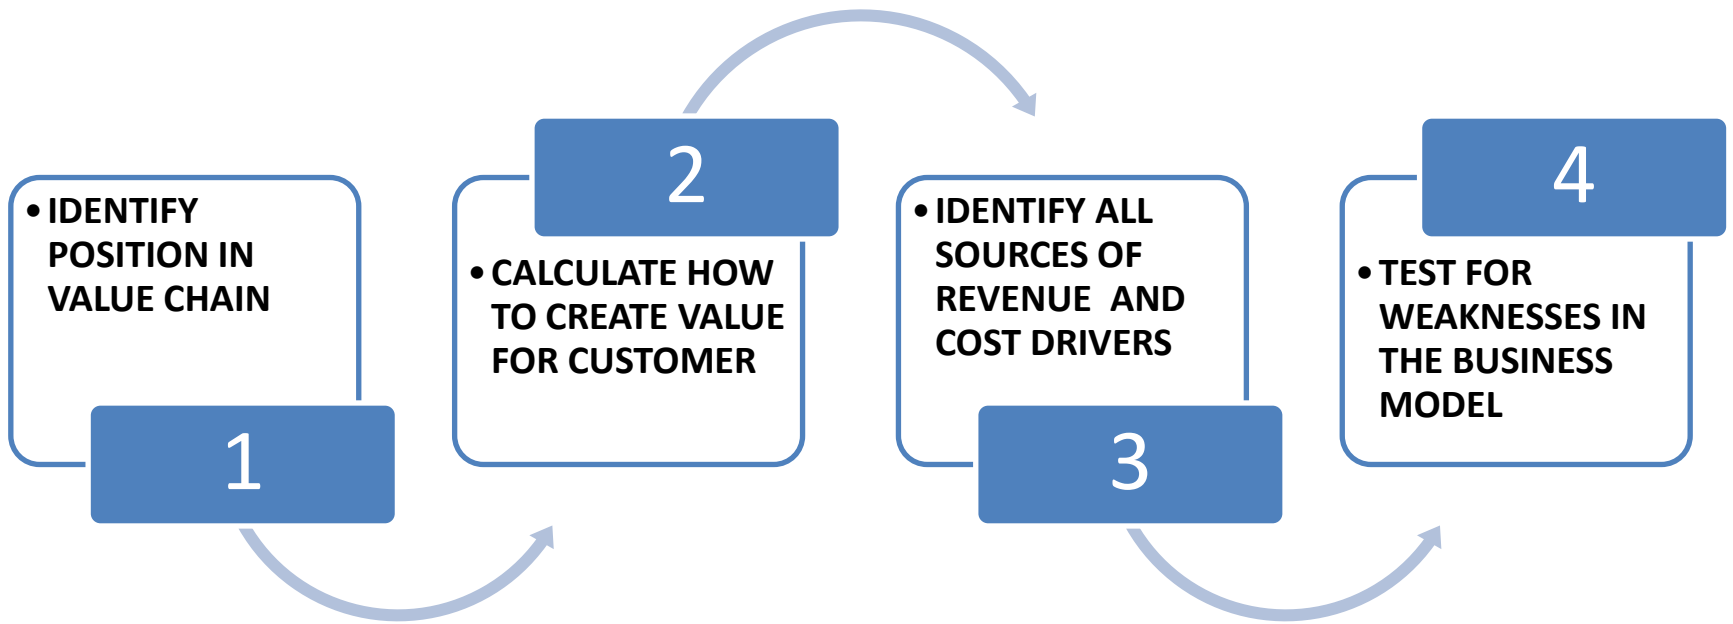 • IDENTIFY
POSITION IN
VALUE CHAIN
1
2
• CALCULATE HOW
TO CREATE VALUE
FOR CUSTOMER
• IDENTIFY ALL
SOURCES OF
REVENUE  AND
COST DRIVERS
3
4
• TEST FOR
WEAKNESSES IN
THE BUSINESS
MODEL